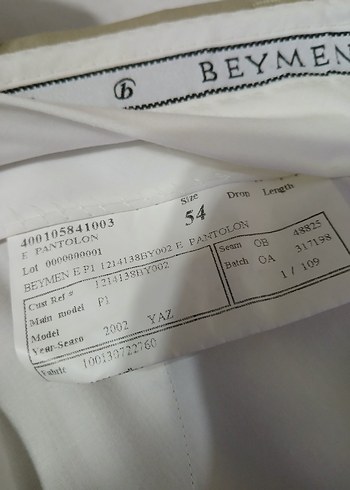 b BEYMEN
Size Drop Length
400105841003 54
E PANTOLON
Lot 0000000001
BEYMEN E P1 1214138BY002 E PANTOLON
Cust Ref # 1214138BY002
Main model P1
Model
Year-Seasn 2002 YAZ
Fabric 100130722760
Seam OB 48825
Batch OA 317198
1 / 109